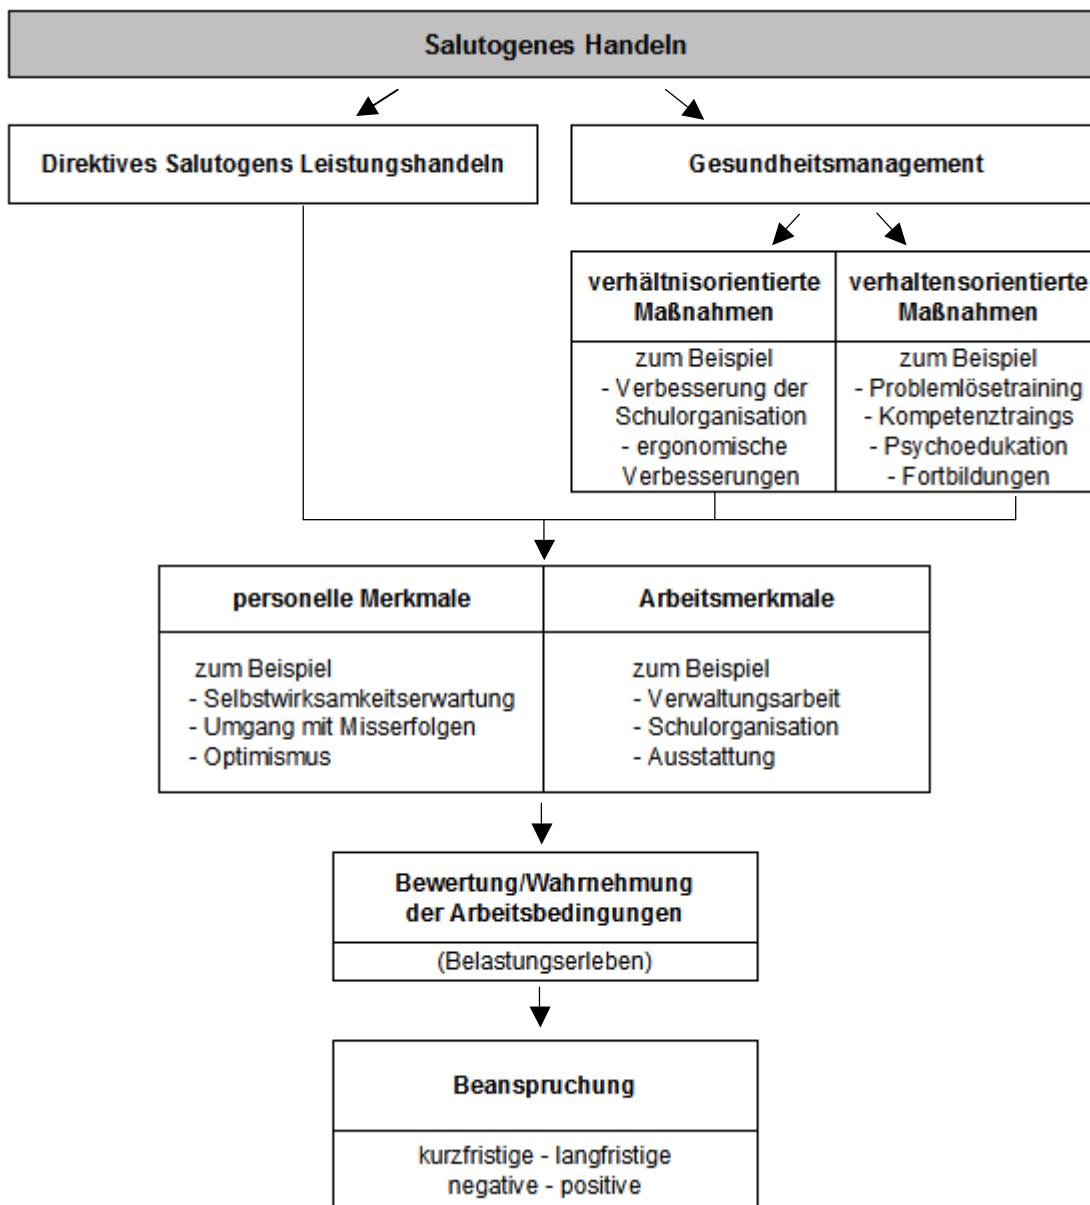 Salutogenes Handeln
Direktives Salutogens Leistungshandeln
Gesundheitsmanagement
verhältnisorientierte
Maßnahmen
zum Beispiel
- Verbesserung der
Schulorganisation
- ergonomische
Verbesserungen
verhaltensorientierte
Maßnahmen
zum Beispiel
- Problemlösetraining
- Kompetenztraings
- Psychoedukation
- Fortbildungen
personelle Merkmale
zum Beispiel
- Selbstwirksamkeitserwartung
- Umgang mit Misserfolgen
- Optimismus
Arbeitsmerkmale
zum Beispiel
- Verwaltungsarbeit
- Schulorganisation
- Ausstattung
Bewertung/Wahrnehmung
der Arbeitsbedingungen
(Belastungserleben)
Beanspruchung
kurzfristige - langfristige
negative - positive